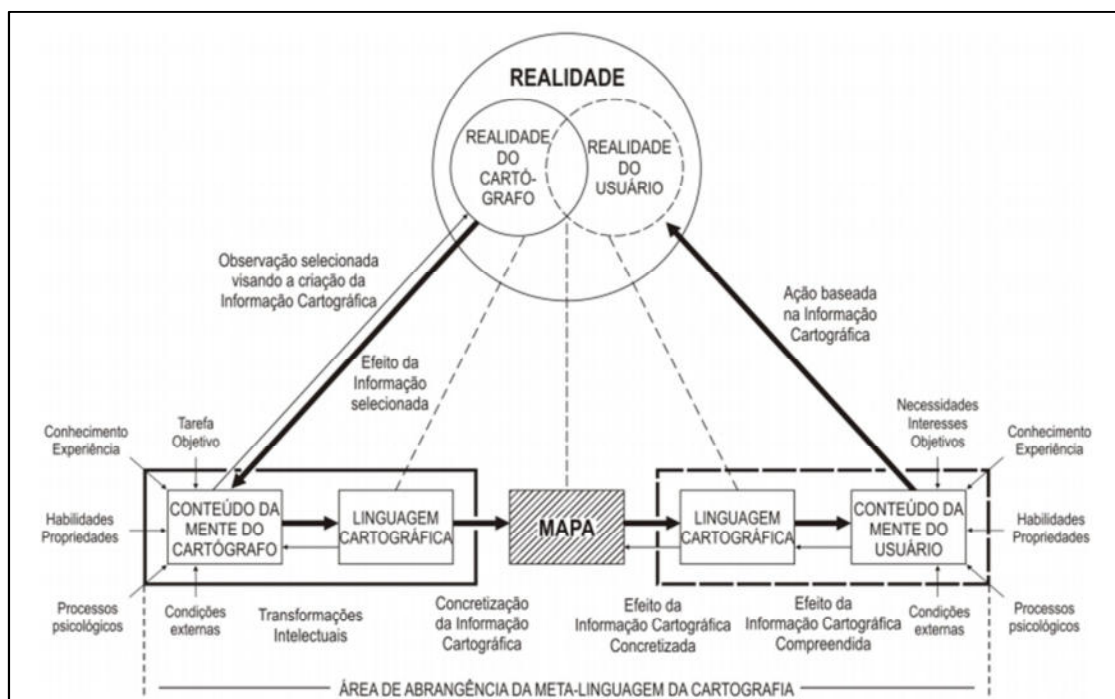 REALIDADE
REALIDADE
DO
CARTÓ-
GRAFO
REALIDADE
DO
USUÁRIO
Observação selecionada
visando a criação da
Informação Cartográfica
Efeito da
Informação
selecionada
Ação baseada
na Informação
Cartográfica
Conhecimento
Experiência
Tarefa
Objetivo
Habilidades
Propriedades
Processos
psicológicos
Condições
externas
CONTEÚDO DA
MENTE DO
CARTÓGRAFO
LINGUAGEM
CARTOGRÁFICA
MAPA
LINGUAGEM
CARTOGRÁFICA
CONTEÚDO DA
MENTE DO
USUÁRIO
Necessidades
Interesses
Objetivos
Conhecimento
Experiência
Habilidades
Propriedades
Processos
psicológicos
Condições
externas
Transformações
Intelectuais
Concretização
da Informação
Cartográfica
Efeito da
Informação Cartográfica
Concretizada
Efeito da
Informação Cartográfica
Compreendida
ÁREA DE ABRANGÊNCIA DA META-LINGUAGEM DA CARTOGRAFIA